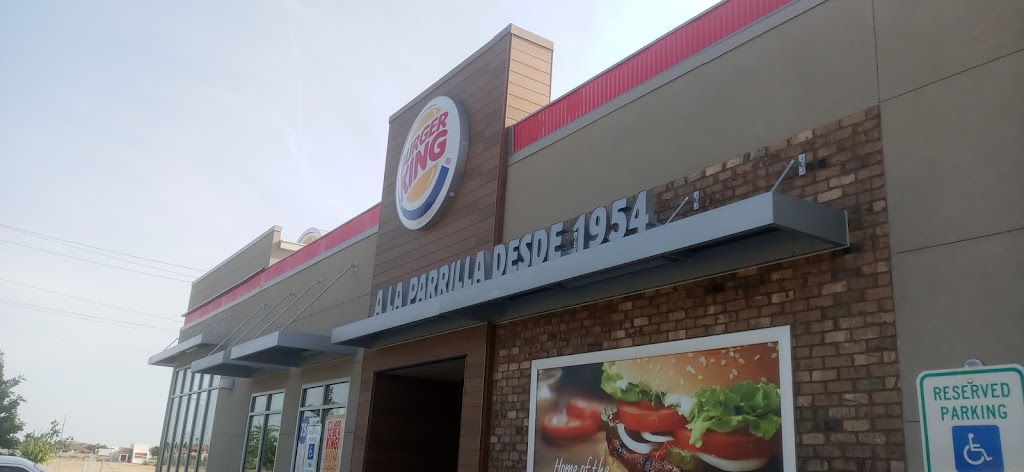 BURGER
KING
®
A LA PARRILLA DESDE 1954
Home of the
RESERVED
PARKING